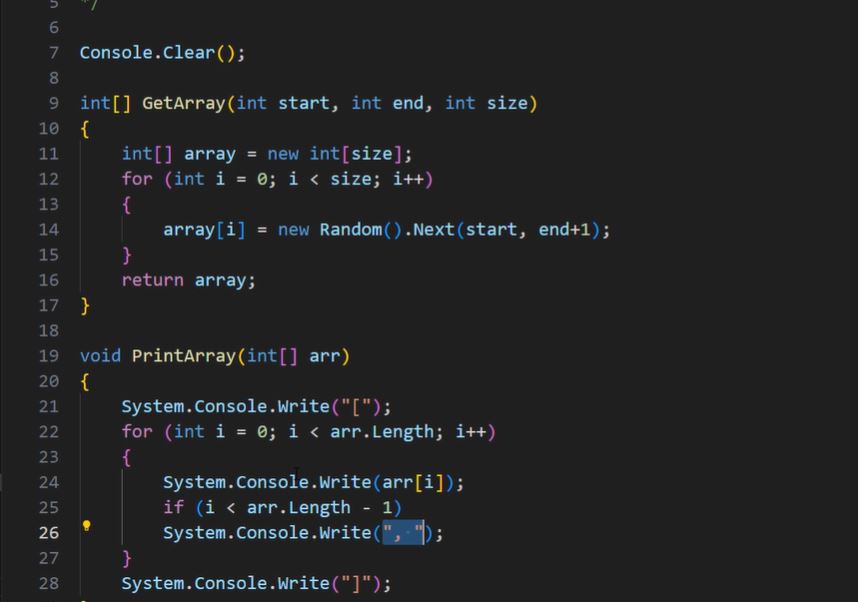 5 */
6
7 Console.Clear();
8
9 int[] GetArray(int start, int end, int size)
10 {
11     int[] array = new int[size];
12     for (int i = 0; i < size; i++)
13     {
14         array[i] = new Random().Next(start, end+1);
15     }
16     return array;
17 }
18
19 void PrintArray(int[] arr)
20 {
21     System.Console.Write("[");
22     for (int i = 0; i < arr.Length; i++)
23     {
24         System.Console.Write(arr[i]);
25         if (i < arr.Length - 1)
26         System.Console.Write(", ");
27     }
28     System.Console.Write("]");